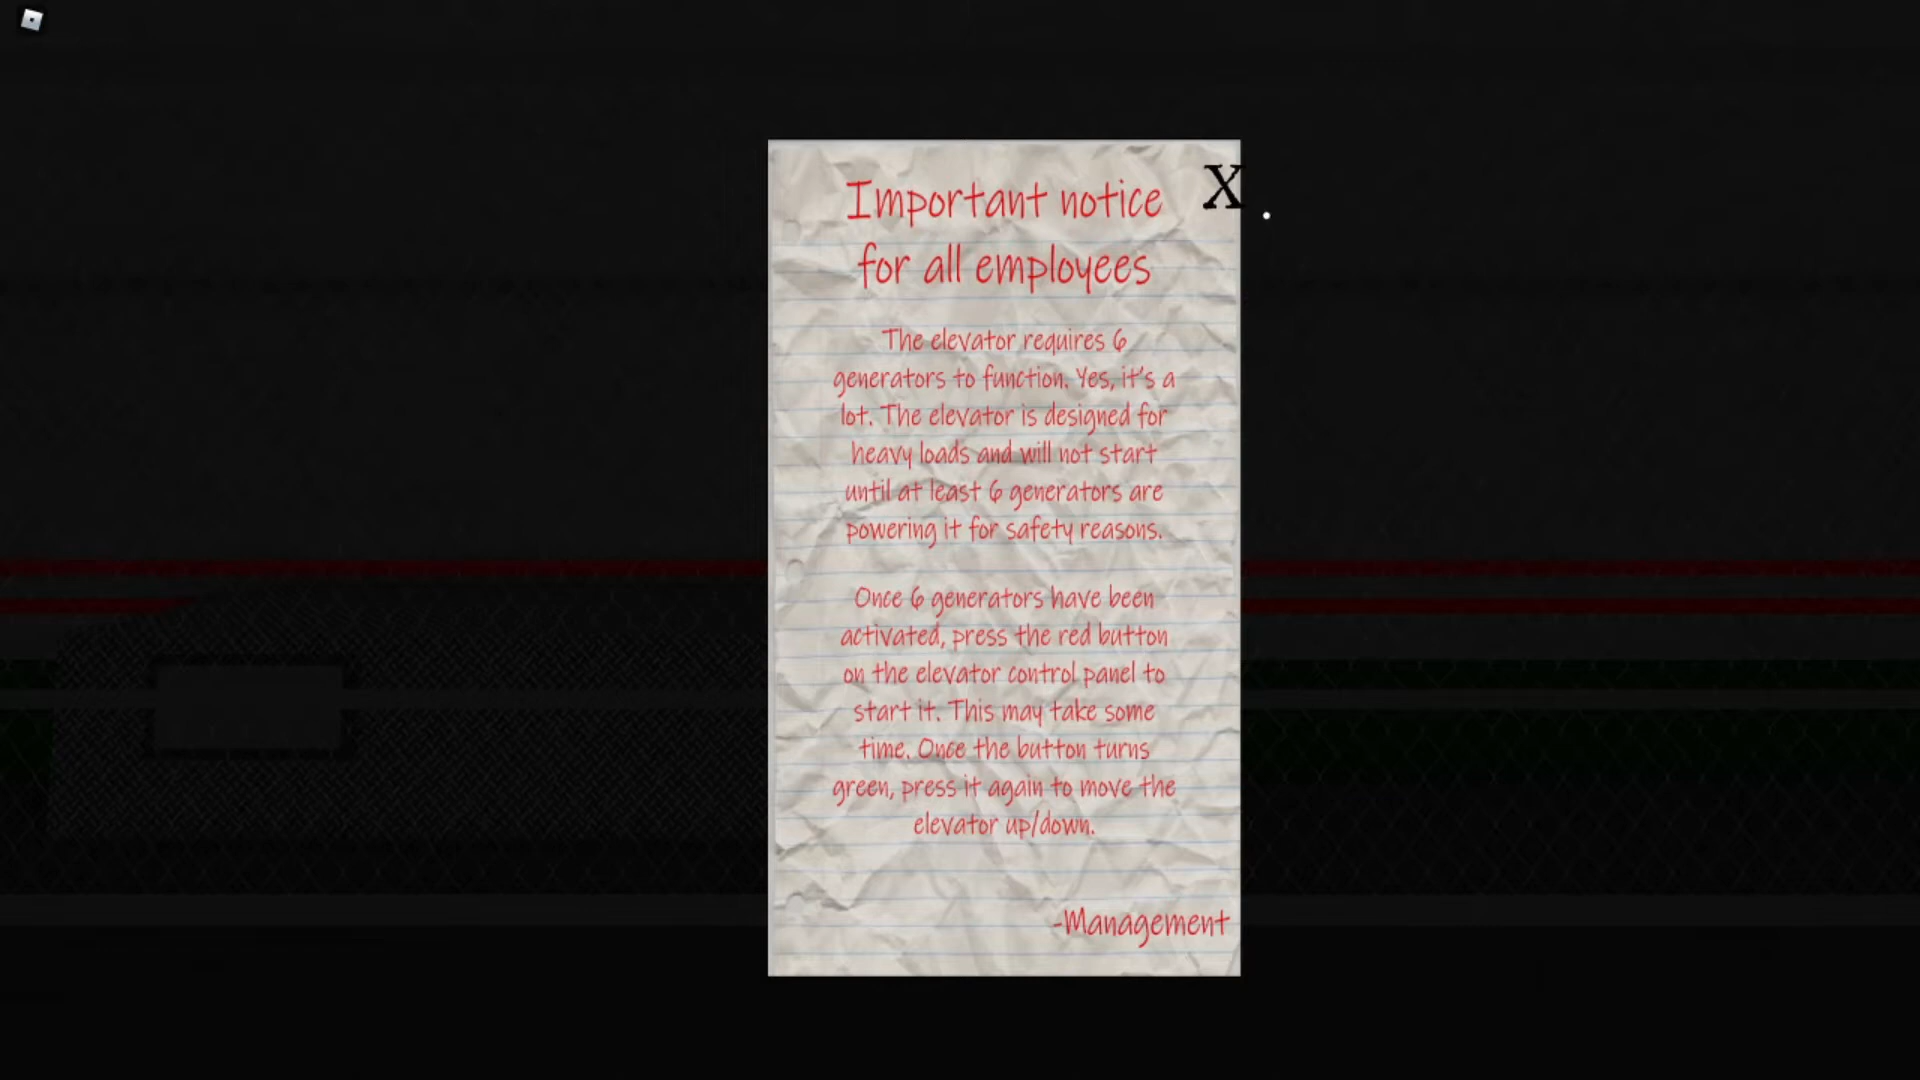 Important notice
for all employees
X
The elevator requires 6
generators to function. Yes, it's a
lot. The elevator is designed for
heavy loads and will not start
until at least 6 generators are
powering it for safety reasons.
Once 6 generators have been
activated, press the red button
on the elevator control panel to
start it. This may take some
time. Once the button turns
green, press it again to move the
elevator up/down.
-Management